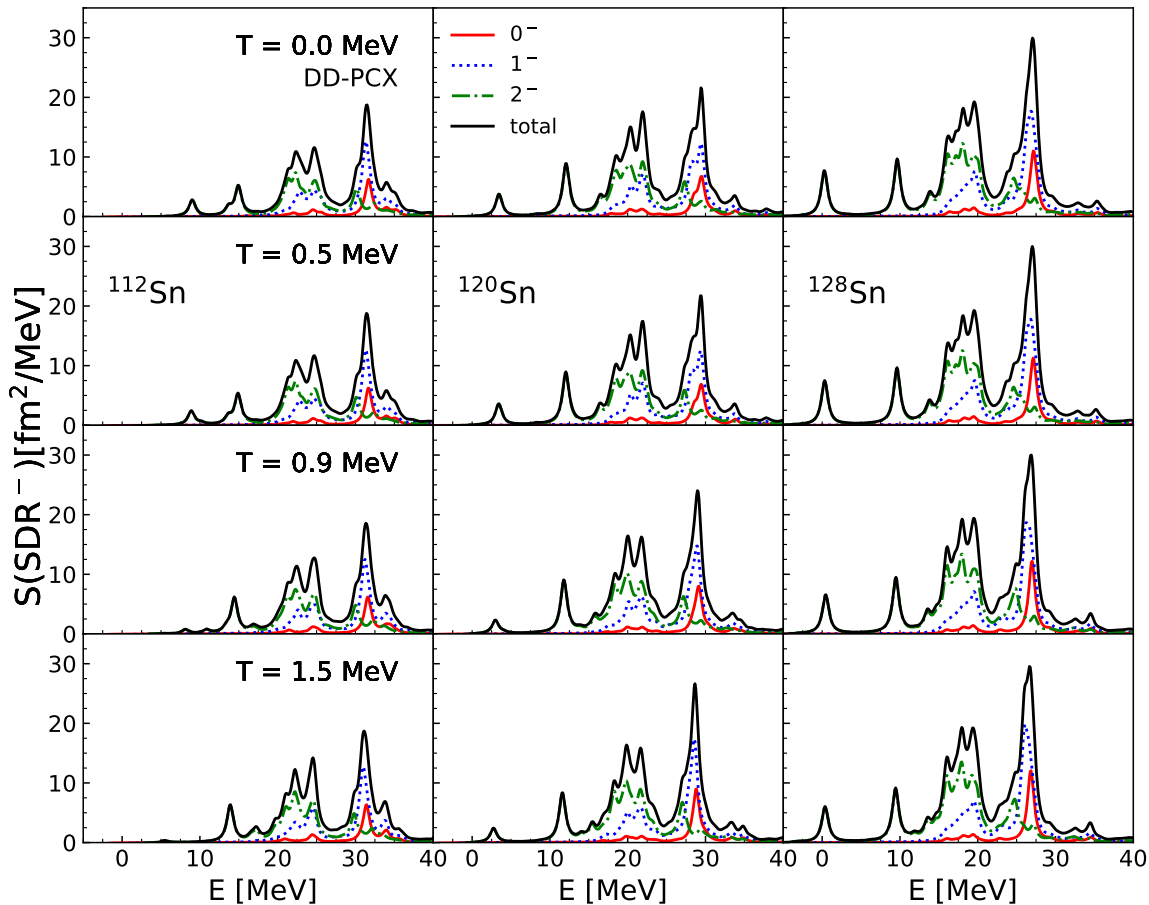 T = 0.0 MeV
DD-PCX
0⁻
1⁻
2⁻
total
30
20
10
0
T = 0.5 MeV
¹¹²Sn
¹²⁰Sn
¹²⁸Sn
30
20
10
0
T = 0.9 MeV
30
20
10
0
T = 1.5 MeV
30
20
10
0
S(SDR⁻)[fm²/MeV]
0 10 20 30 40
0 10 20 30
0 10 20 30 40
E [MeV]
E [MeV]
E [MeV]